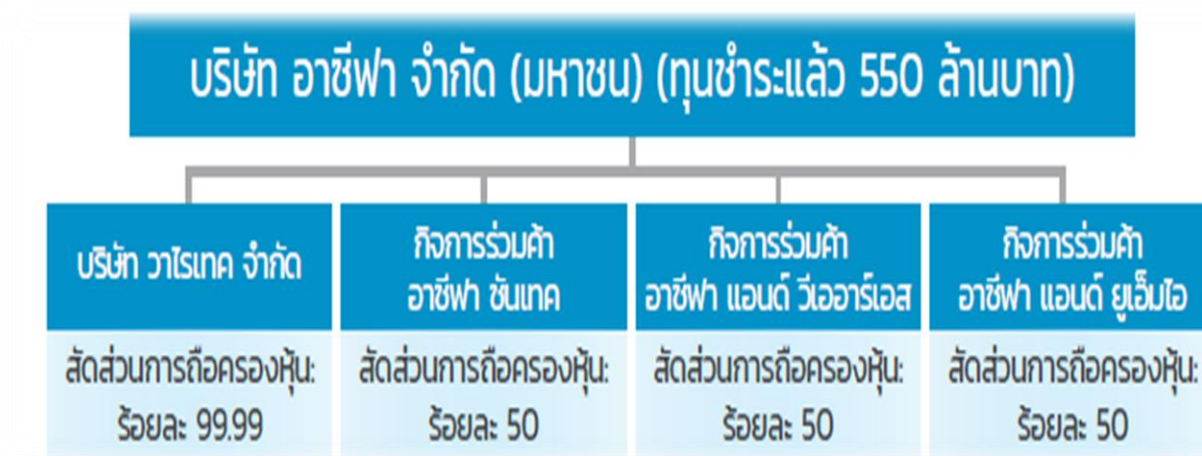 บริษัท อาซีฟา จำกัด (มหาชน) (ทุนชำระแล้ว 550 ล้านบาท)
บริษัท วาไรเทค จำกัด
สัดส่วนการถือครองหุ้น:
ร้อยละ 99.99
กิจการร่วมค้า
อาซีฟา ซันเทค
สัดส่วนการถือครองหุ้น:
ร้อยละ 50
กิจการร่วมค้า
อาซีฟา แอนด์ วีเออาร์เอส
สัดส่วนการถือครองหุ้น:
ร้อยละ 50
กิจการร่วมค้า
อาซีฟา แอนด์ ยูเอ็มไอ
สัดส่วนการถือครองหุ้น:
ร้อยละ 50